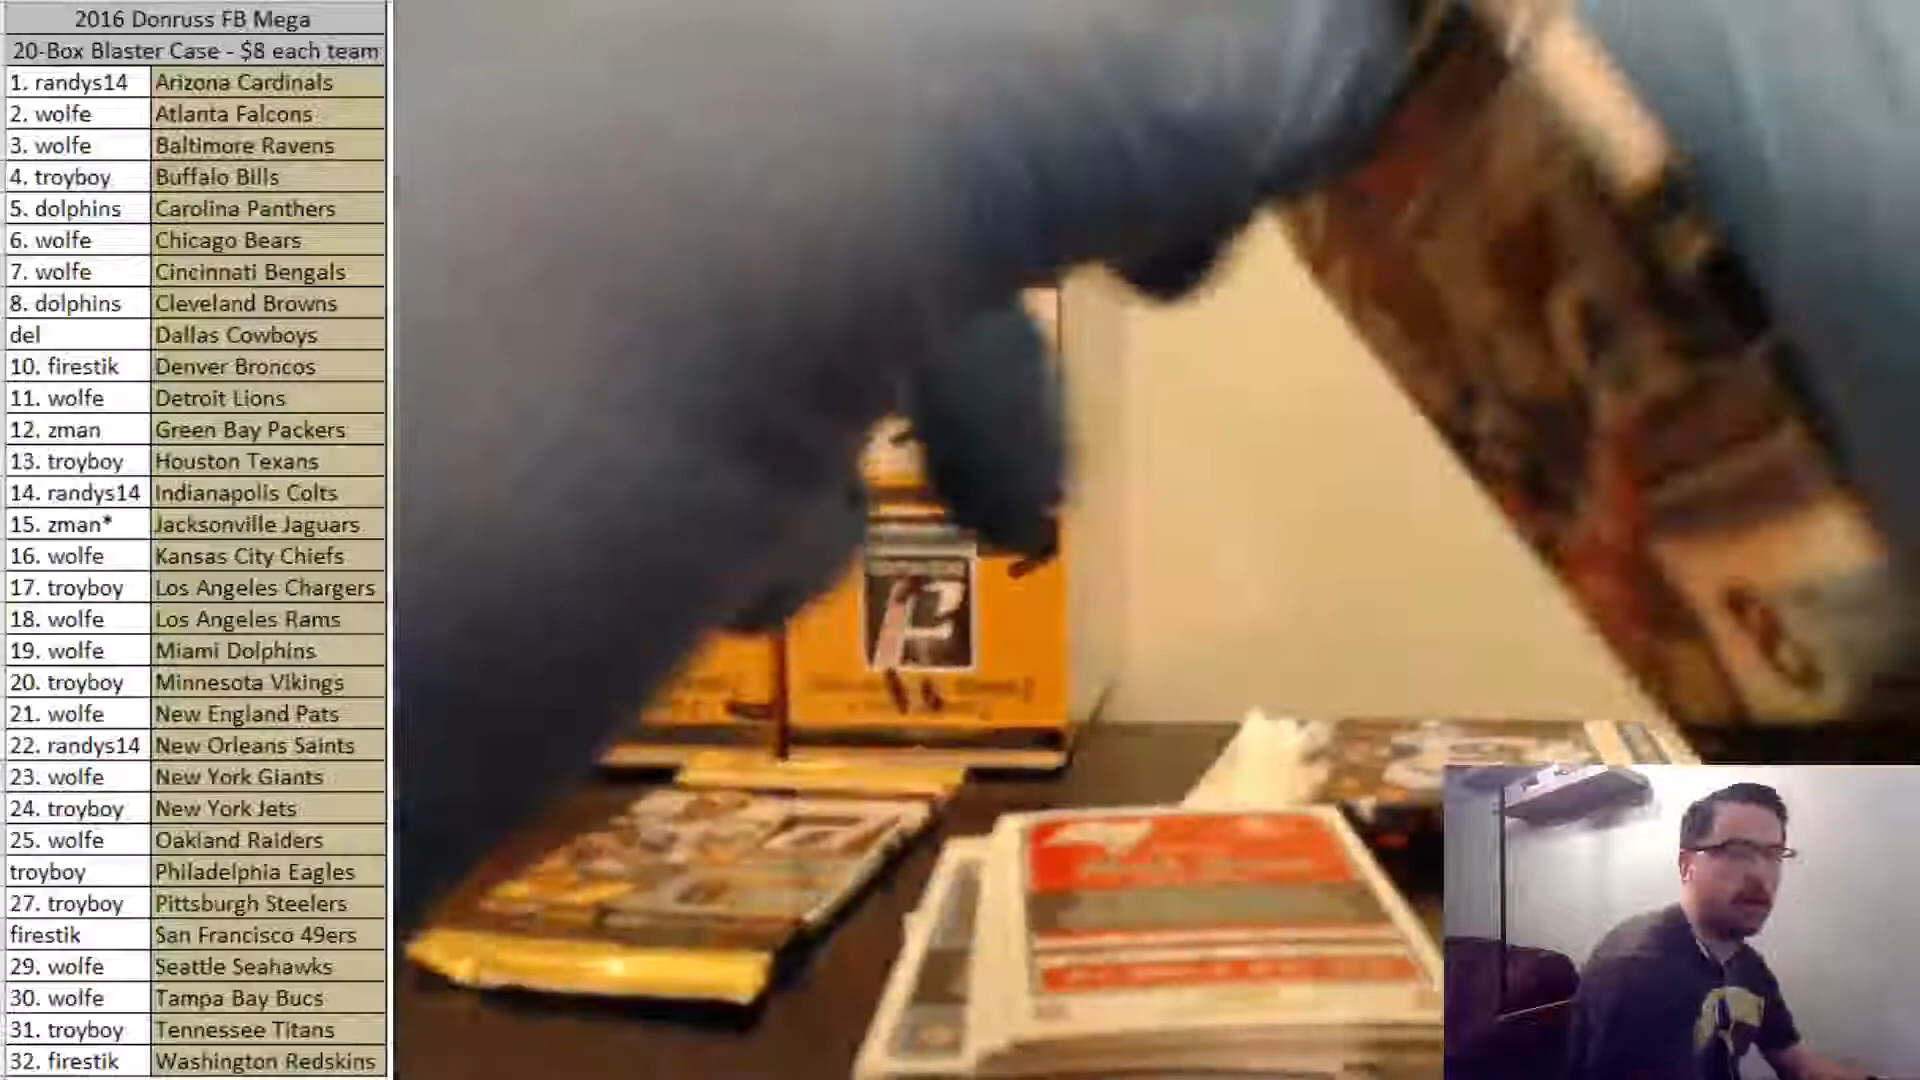 2016 Donruss FB Mega
20-Box Blaster Case - $8 each team
1. randys14 Arizona Cardinals
2. wolfe Atlanta Falcons
3. wolfe Baltimore Ravens
4. troyboy Buffalo Bills
5. dolphins Carolina Panthers
6. wolfe Chicago Bears
7. wolfe Cincinnati Bengals
8. dolphins Cleveland Browns
del Dallas Cowboys
10. firestik Denver Broncos
11. wolfe Detroit Lions
12. zman Green Bay Packers
13. troyboy Houston Texans
14. randys14 Indianapolis Colts
15. zman* Jacksonville Jaguars
16. wolfe Kansas City Chiefs
17. troyboy Los Angeles Chargers
18. wolfe Los Angeles Rams
19. wolfe Miami Dolphins
20. troyboy Minnesota Vikings
21. wolfe New England Pats
22. randys14 New Orleans Saints
23. wolfe New York Giants
24. troyboy New York Jets
25. wolfe Oakland Raiders
troyboy Philadelphia Eagles
27. troyboy Pittsburgh Steelers
firestik San Francisco 49ers
29. wolfe Seattle Seahawks
30. wolfe Tampa Bay Bucs
31. troyboy Tennessee Titans
32. firestik Washington Redskins